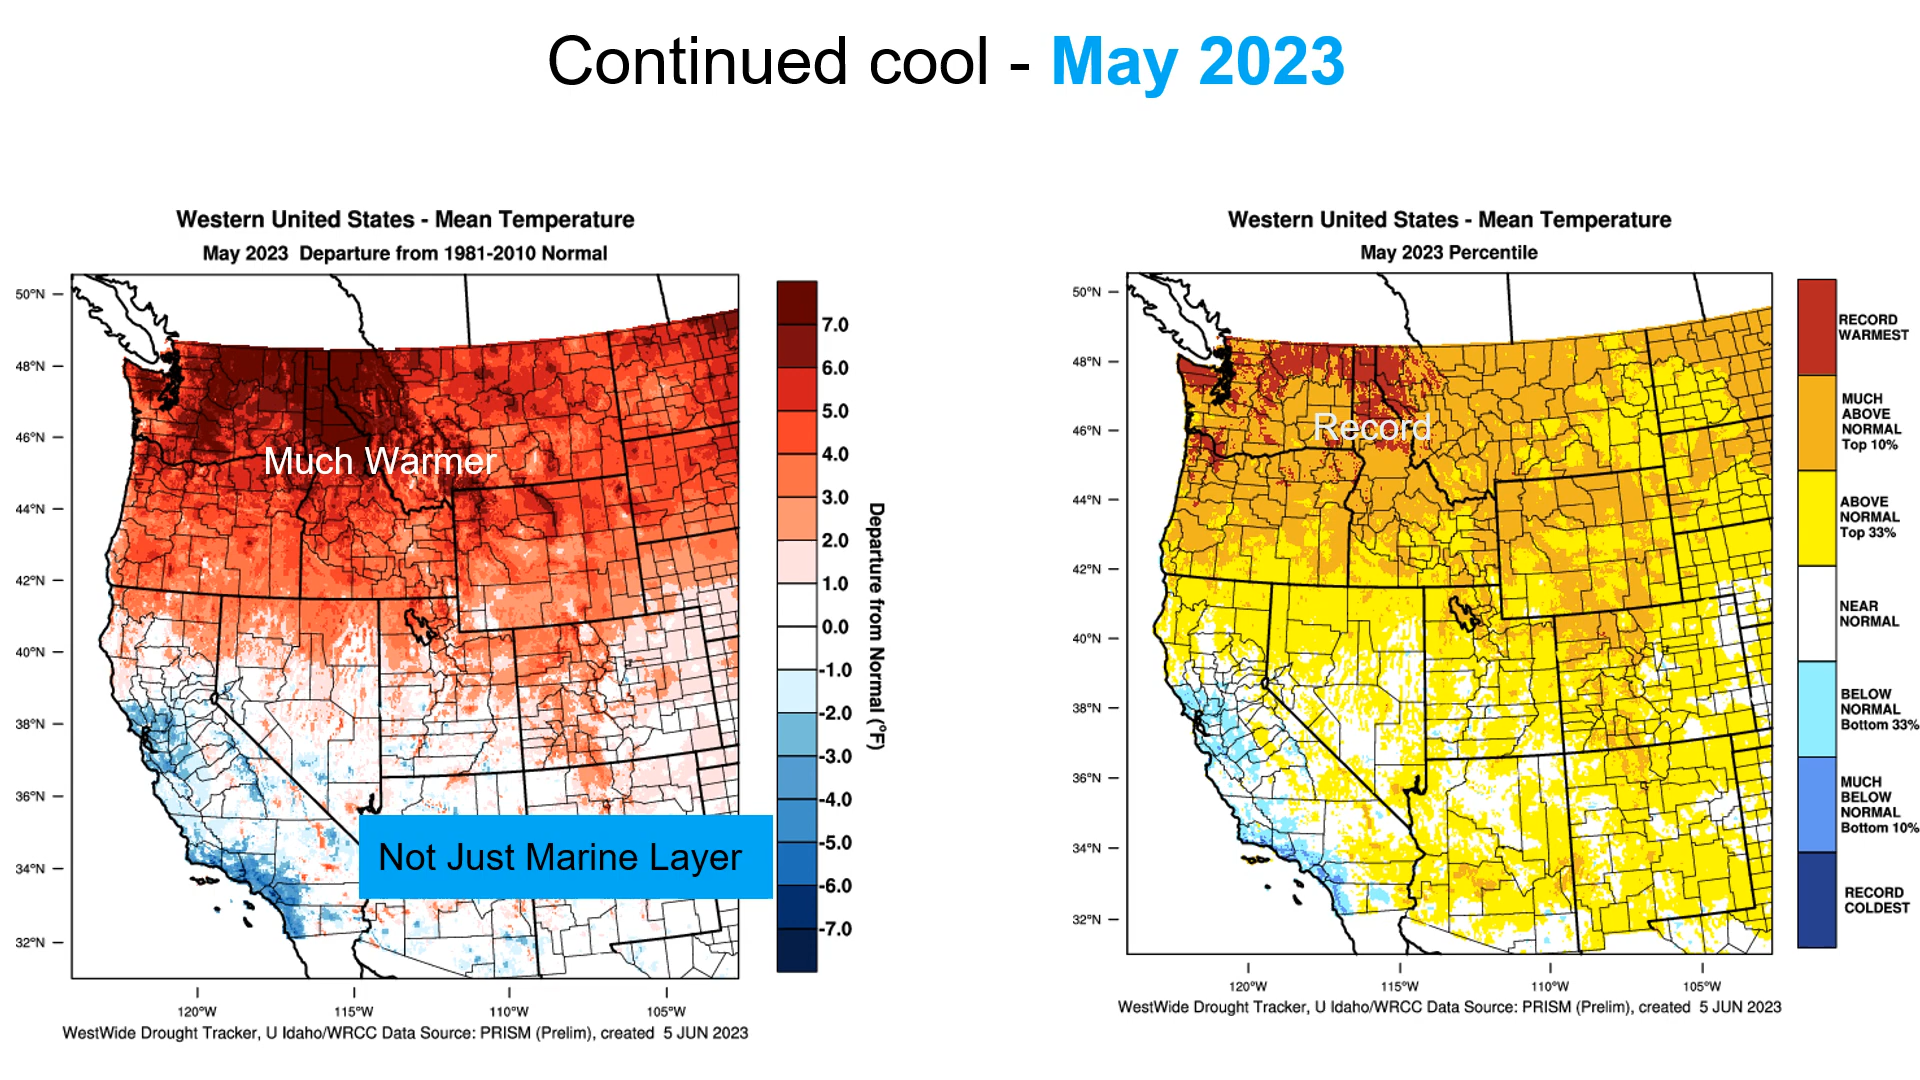 Continued cool - May 2023
Western United States - Mean Temperature
May 2023  Departure from 1981-2010 Normal
50°N
48°N
46°N
44°N
42°N
40°N
38°N
36°N
34°N
32°N
120°W
115°W
110°W
105°W
Much Warmer
Not Just Marine Layer
7.0
6.0
5.0
4.0
3.0
2.0
1.0
0.0
-1.0
-2.0
-3.0
-4.0
-5.0
-6.0
-7.0
Departure from Normal (°F)
WestWide Drought Tracker, U Idaho/WRCC Data Source: PRISM (Prelim), created  5 JUN 2023
Western United States - Mean Temperature
May 2023 Percentile
50°N
48°N
46°N
44°N
42°N
40°N
38°N
36°N
34°N
32°N
120°W
115°W
110°W
105°W
Record
RECORD
WARMEST
MUCH
ABOVE
NORMAL
Top 10%
ABOVE
NORMAL
Top 33%
NEAR
NORMAL
BELOW
NORMAL
Bottom 33%
MUCH
BELOW
NORMAL
Bottom 10%
RECORD
COLDEST
WestWide Drought Tracker, U Idaho/WRCC Data Source: PRISM (Prelim), created  5 JUN 2023